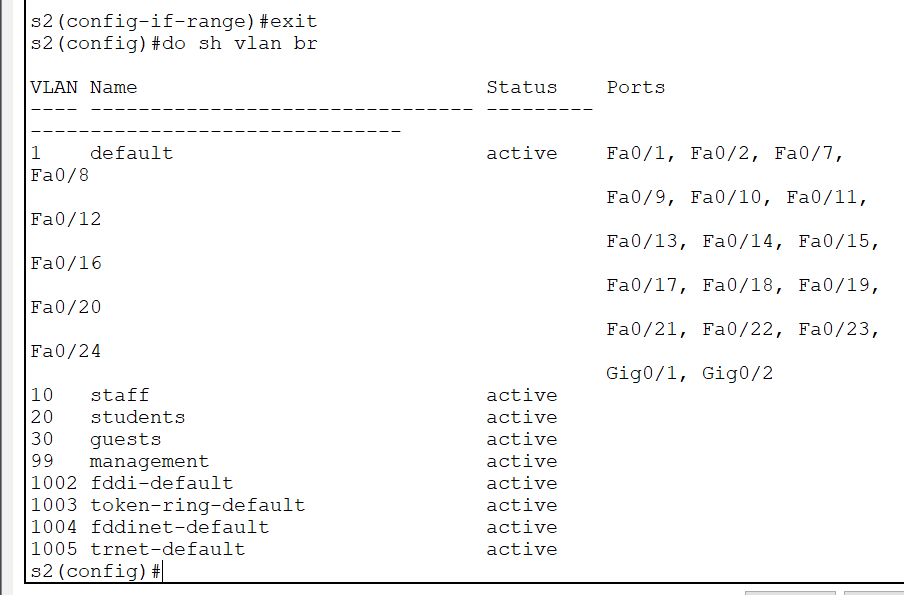 s2(config-if-range)#exit
s2(config)#do sh vlan br
VLAN Name                             Status    Ports
---- -------------------------------- --------- -------------------------------
1    default                          active    Fa0/1, Fa0/2, Fa0/7,
Fa0/8
                                                Fa0/9, Fa0/10, Fa0/11,
Fa0/12
                                                Fa0/13, Fa0/14, Fa0/15,
Fa0/16
                                                Fa0/17, Fa0/18, Fa0/19,
Fa0/20
                                                Fa0/21, Fa0/22, Fa0/23,
Fa0/24
                                                Gig0/1, Gig0/2
10   staff                            active
20   students                         active
30   guests                           active
99   management                       active
1002 fddi-default                     active
1003 token-ring-default               active
1004 fddinet-default                  active
1005 trnet-default                    active
s2(config)#